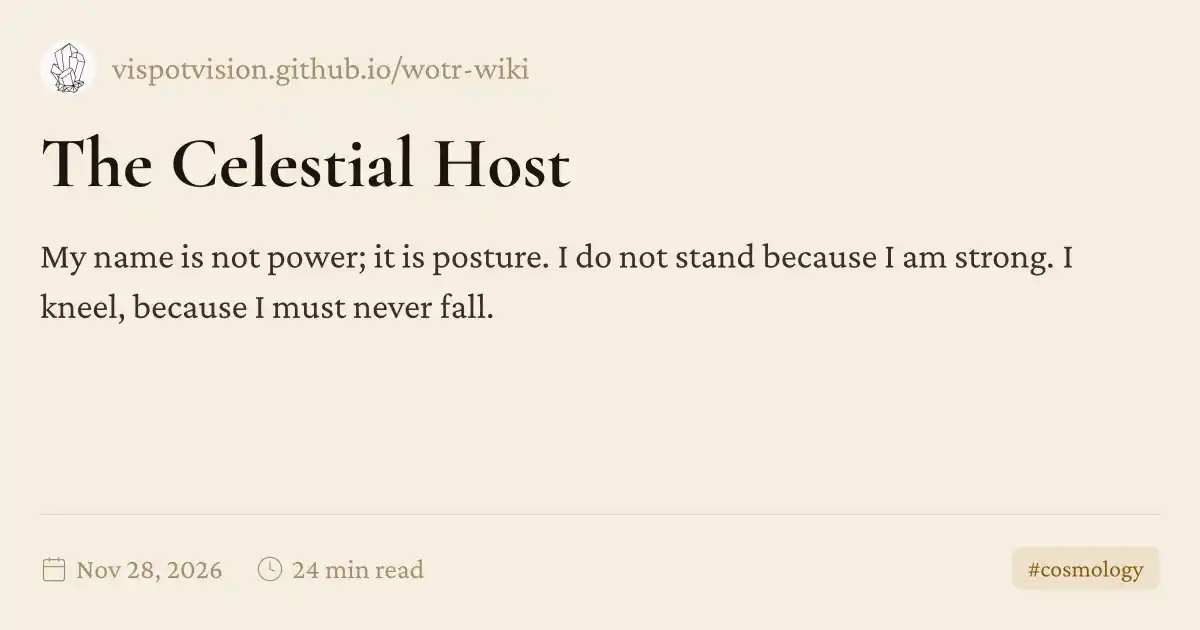 vispotvision.github.io/wotr-wiki
The Celestial Host
My name is not power; it is posture. I do not stand because I am strong. I
kneel, because I must never fall.
Nov 28, 2026
24 min read
#cosmology